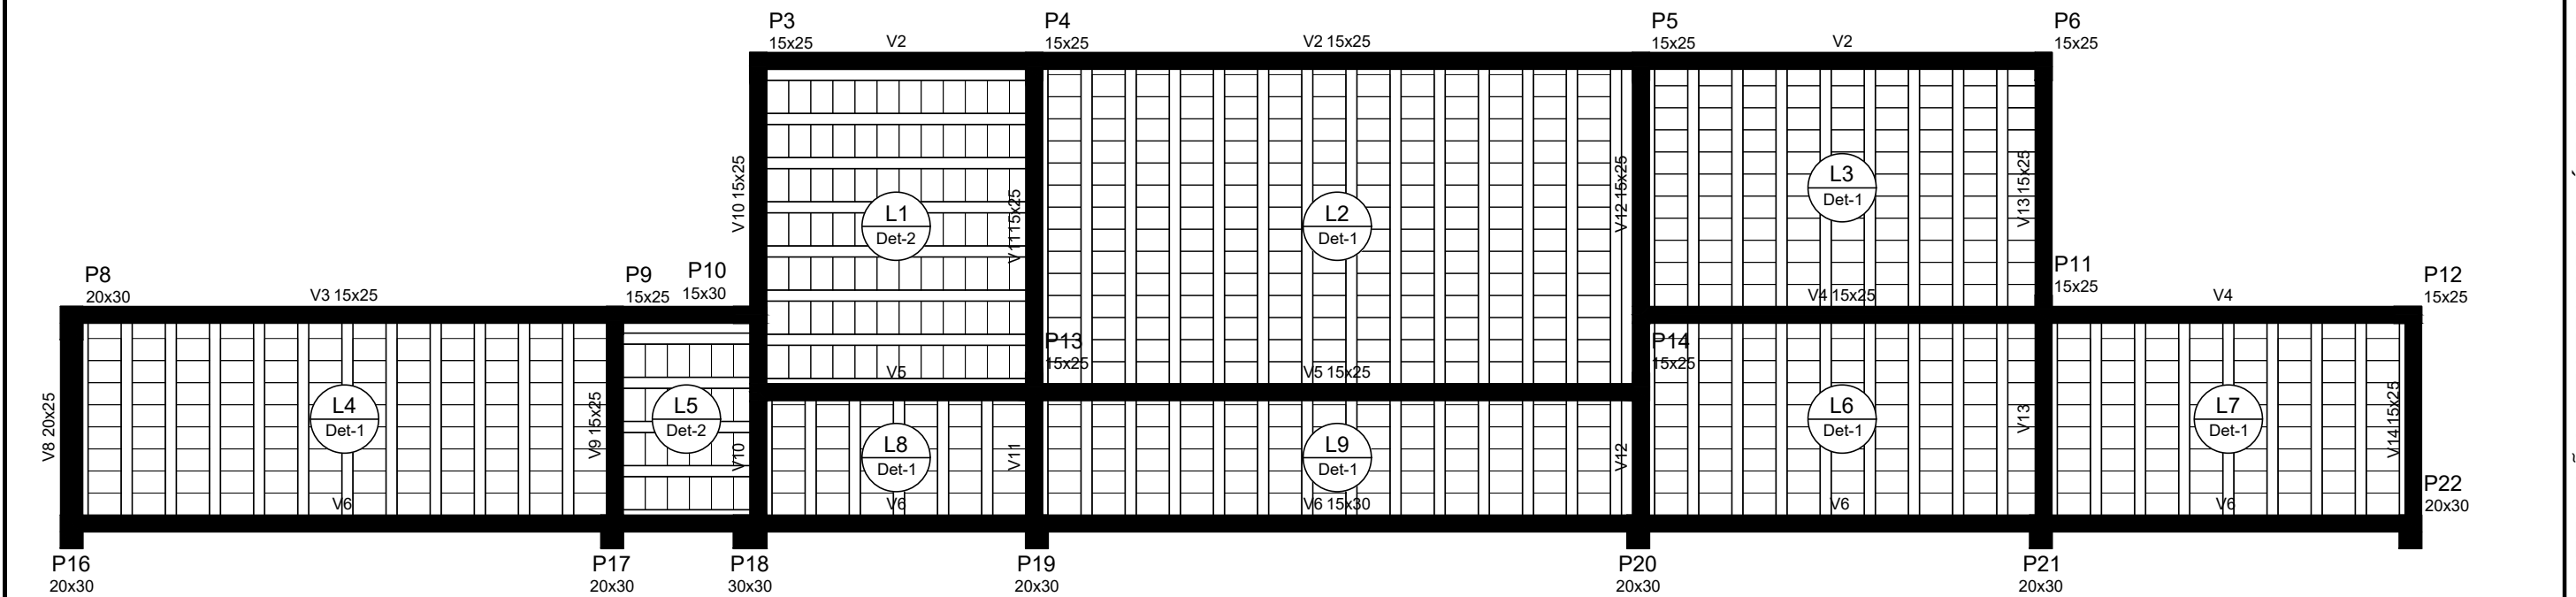 P3
15x25
V2
P4
15x25
V2 15x25
P5
15x25
V2
P6
15x25
V10 15x25
L1
Det-2
V11 15x25
L2
Det-1
V12 15x25
L3
Det-1
V13 15x25
P8
20x30
V3 15x25
P9
15x25
P10
15x30
P11
15x25
V4 15x25
V4
P12
15x25
P13
15x25
P14
15x25
V5
V5 15x25
V8 20x25
L4
Det-1
V9 15x25
L5
Det-2
V10
L8
Det-1
V11
L9
Det-1
V12
L6
Det-1
V13
L7
Det-1
V14 15x25
V6
V6
V6 15x30
V6
V6
P22
20x30
P16
20x30
P17
20x30
P18
30x30
P19
20x30
P20
20x30
P21
20x30